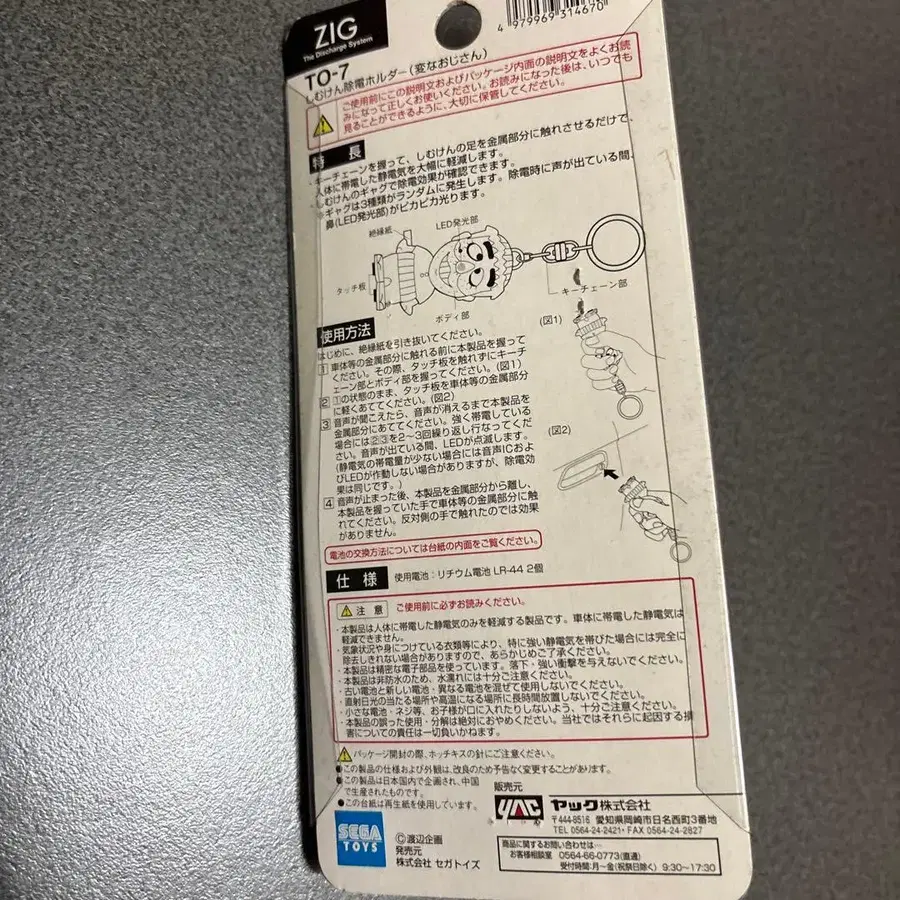 ZIG
The Discharge System
4 979969 314670
TO-7
しむけん除電ホルダー(変なおじさん)
ご使用前にこの説明文およびパッケージ内面の説明文をよくお読
みになって正しくお使いください。お読みになった後は、いつでも
見ることができるように、大切に保管してください。
特長
・キーチェーンを握って、しむけんの足を金属部分に触れさせるだけで、
人体に帯電した静電気を大幅に軽減します。
しむけんのギャグで除電効果が確認できます。
※ギャグは3種類がランダムに発生します。除電時に声が出ている間、
鼻(LED発光部)がピカピカ光ります。
絶縁紙
LED発光部
タッチ板
キーチェーン部
ボディ部
使用方法
はじめに、絶縁紙を引き抜いてください。
1 車体等の金属部分に触れる前に本製品を握って
ください。その際、タッチ板を触れずにキーチ
ェーン部とボディ部を握ってください。(図1)
2 1の状態のまま、タッチ板を車体等の金属部分
に軽くあててください。(図2)
3 音声が聞こえたら、音声が消えるまで本製品を
金属部分にあててください。強く帯電している
場合には23を2〜3回繰り返し行なってくだ
さい。音声が出ている間、LEDが点滅します。
(静電気の帯電量が少ない場合には音声ICおよ
びLEDが作動しない場合がありますが、除電効
果は同じです。)
4 音声が止まった後、本製品を金属部分から離し、
本製品を握っていた手で車体等の金属部分に触
れてください。反対側の手で触れたのでは効果
がありません。
(図1)
(図2)
電池の交換方法については台紙の内面をご覧ください。
仕様 使用電池:リチウム電池 LR-44 2個
注意 ご使用前に必ずお読みください。
・本製品は人体に帯電した静電気のみを軽減する製品です。車体に帯電した静電気は
軽減できません。
・気象状況や身につけている衣類等により、特に強い静電気を帯びた場合には完全に
除去しきれない場合がありますので、あらかじめご了承ください。
・本製品は精密な電子部品を使っています。落下・強い衝撃を与えないでください。
・本製品は非防水のため、水濡れには十分ご注意ください。
・古い電池と新しい電池・異なる電池を混ぜて使用しないでください。
・直射日光の当たる場所や高温になる場所に長時間放置しないでください。
・小さな電池・ネジ等、お子様が口に入れたりしないよう、十分ご注意ください。
・本製品の誤った使用・分解は絶対におやめください。当社ではそれらに起因する損
害についての責任は一切負いかねます。
パッケージ開封の際、ホッチキスの針にご注意ください。
●この製品の仕様および外観は、改良のため予告なく変更することがあります。
●この製品は日本国内で企画され、中国
で生産されたものです。
●この台紙は再生紙を使用しています。
SEGA
TOYS
©渡辺企画
発売元
株式会社 セガトイズ
販売元
YAC ヤック株式会社
〒444-8516 愛知県岡崎市日名西町3番地
TEL 0564-24-2421・FAX 0564-24-2827
商品に関するお問い合わせは…
お客様相談室 0564-66-0773(直通)
受付時間:月〜金(祝祭日除く) 9:30〜17:30